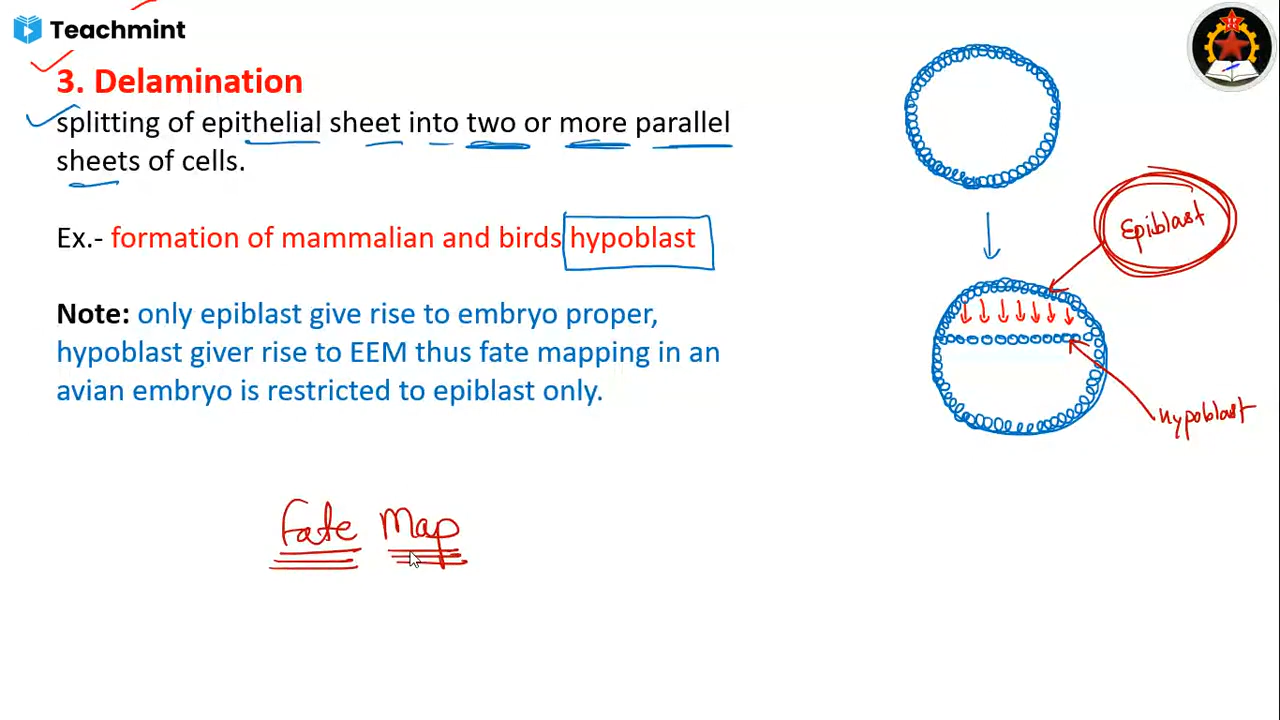 Teachmint
3. Delamination
splitting of epithelial sheet into two or more parallel
sheets of cells.
Ex.- formation of mammalian and birds hypoblast
Note: only epiblast give rise to embryo proper,
hypoblast giver rise to EEM thus fate mapping in an
avian embryo is restricted to epiblast only.
Epiblast
hypoblast
Fate Map